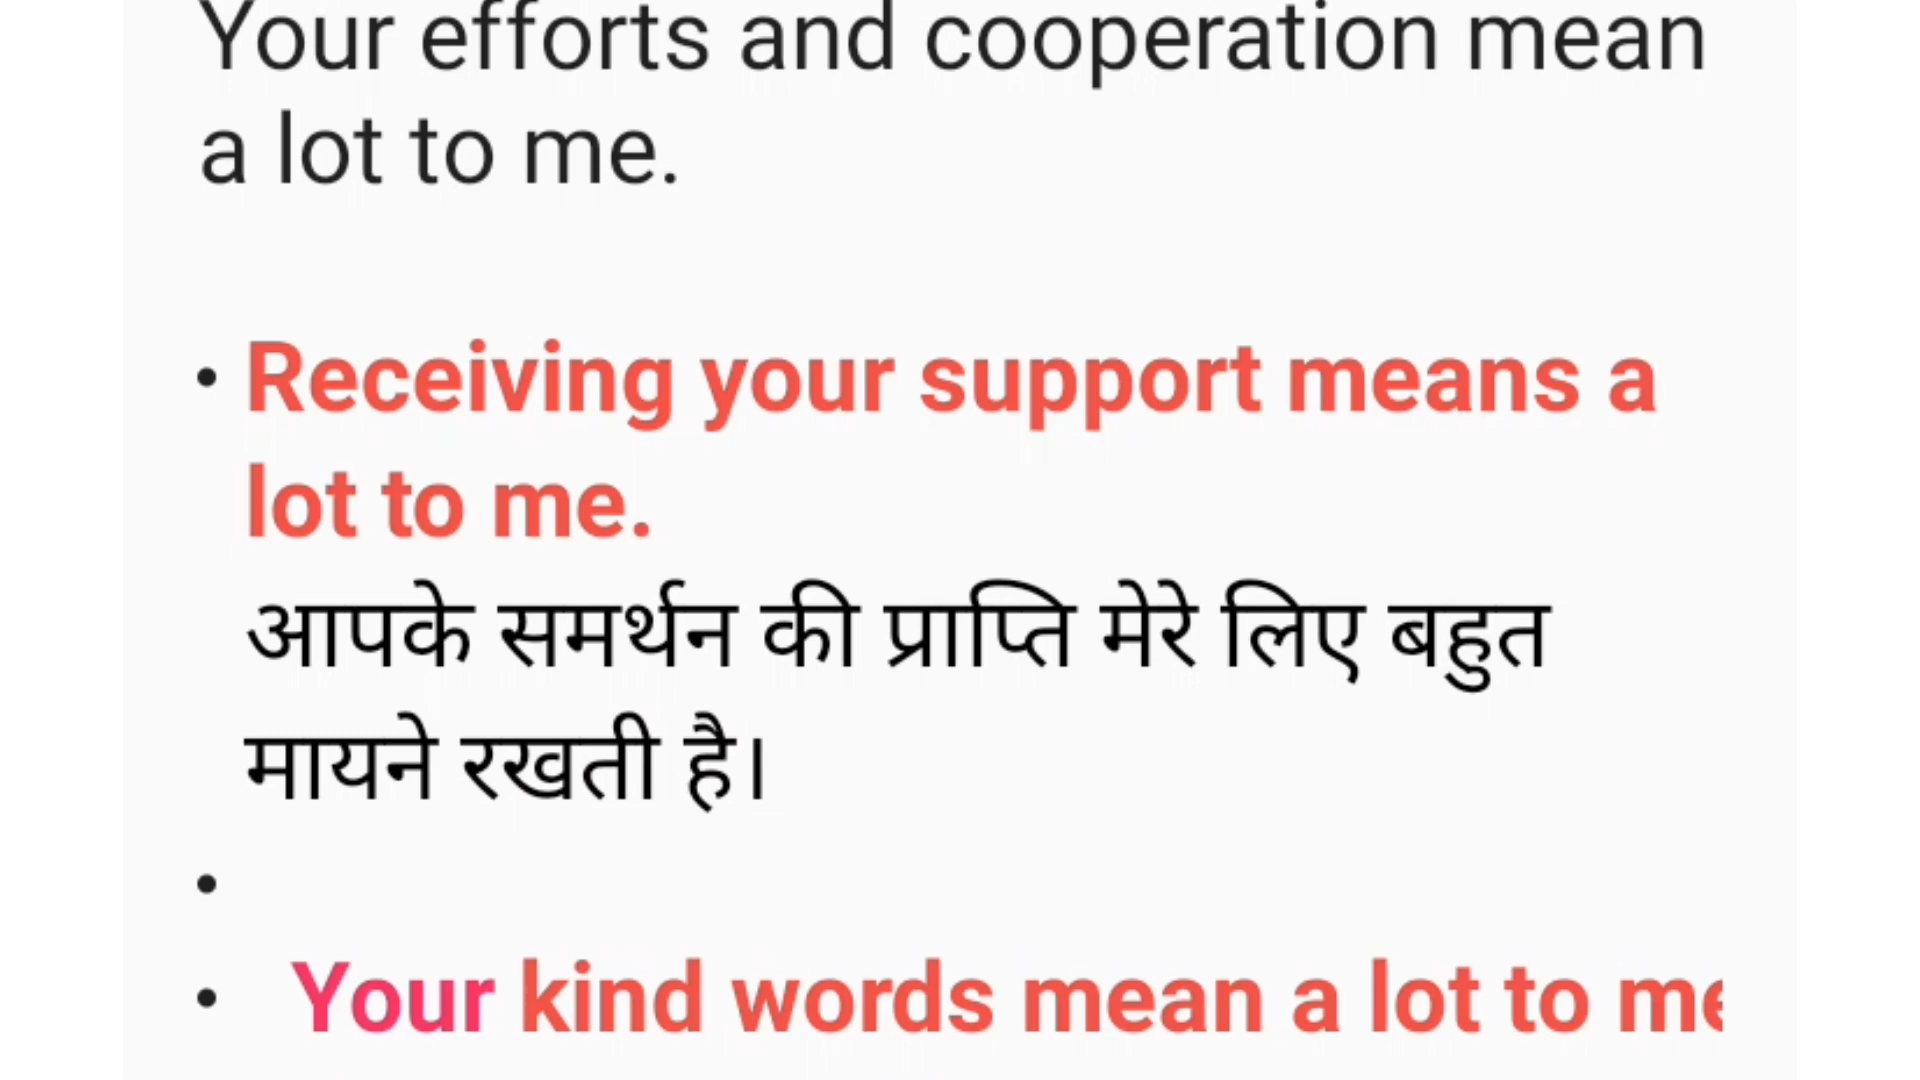 Your efforts and cooperation mean
a lot to me.
• Receiving your support means a
lot to me.
आपके समर्थन की प्राप्ति मेरे लिए बहुत
मायने रखती है।
•
• Your kind words mean a lot to me